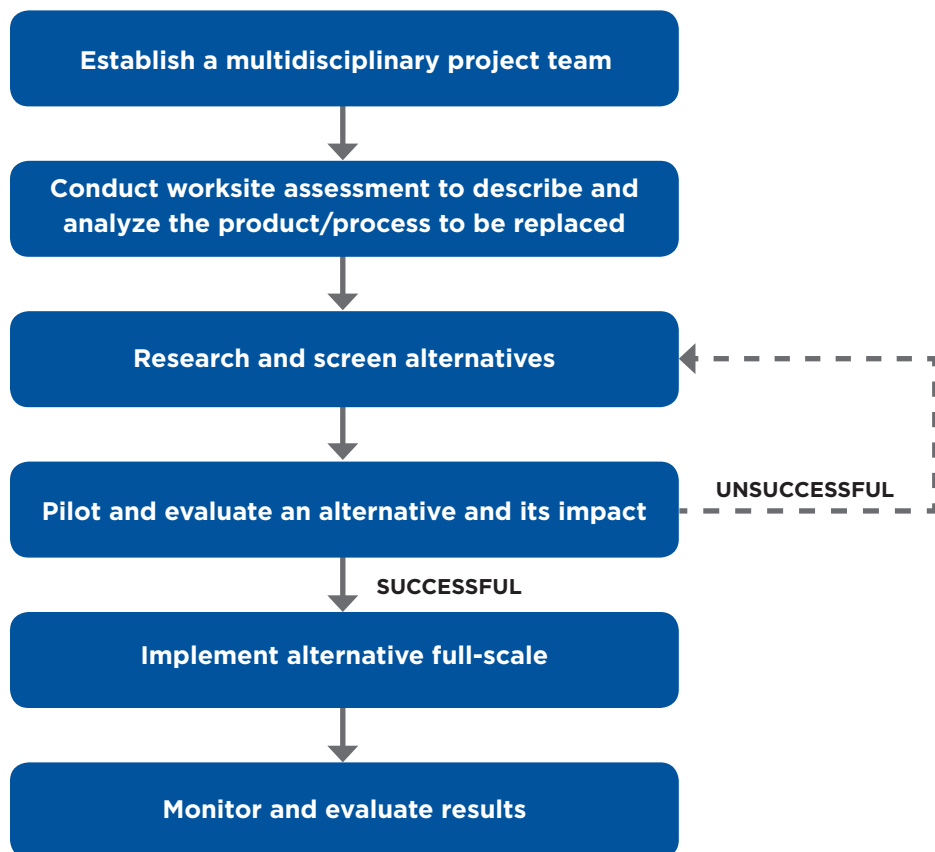 Establish a multidisciplinary project team
Conduct worksite assessment to describe and
analyze the product/process to be replaced
Research and screen alternatives
Pilot and evaluate an alternative and its impact
UNSUCCESSFUL
SUCCESSFUL
Implement alternative full-scale
Monitor and evaluate results